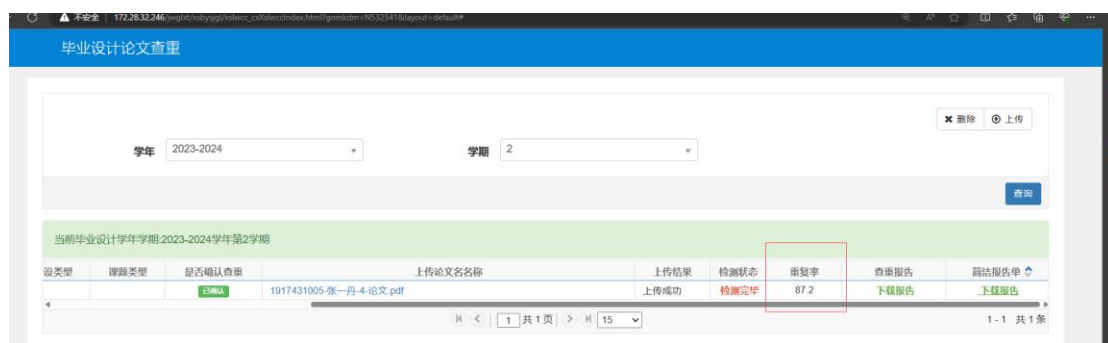 不安全 | 172.28.32.246/jwglxt/xsbysjgl/xslwcc_cxXslwccIndex.html?gnmkdm=N532541&layout=default#
毕业设计论文查重
删除 上传
学年 2023-2024 学期 2
查询
当前毕业设计学年学期:2023-2024学年第2学期
设类型 课题类型 是否确认查重 上传论文名名称 上传结果 检测状态 重复率 查重报告 简洁报告单
已确认 1917431005-张一丹-4-论文.pdf 上传成功 检测完毕 87.2 下载报告 下载报告
1 共1页 15 1 - 1 共1条